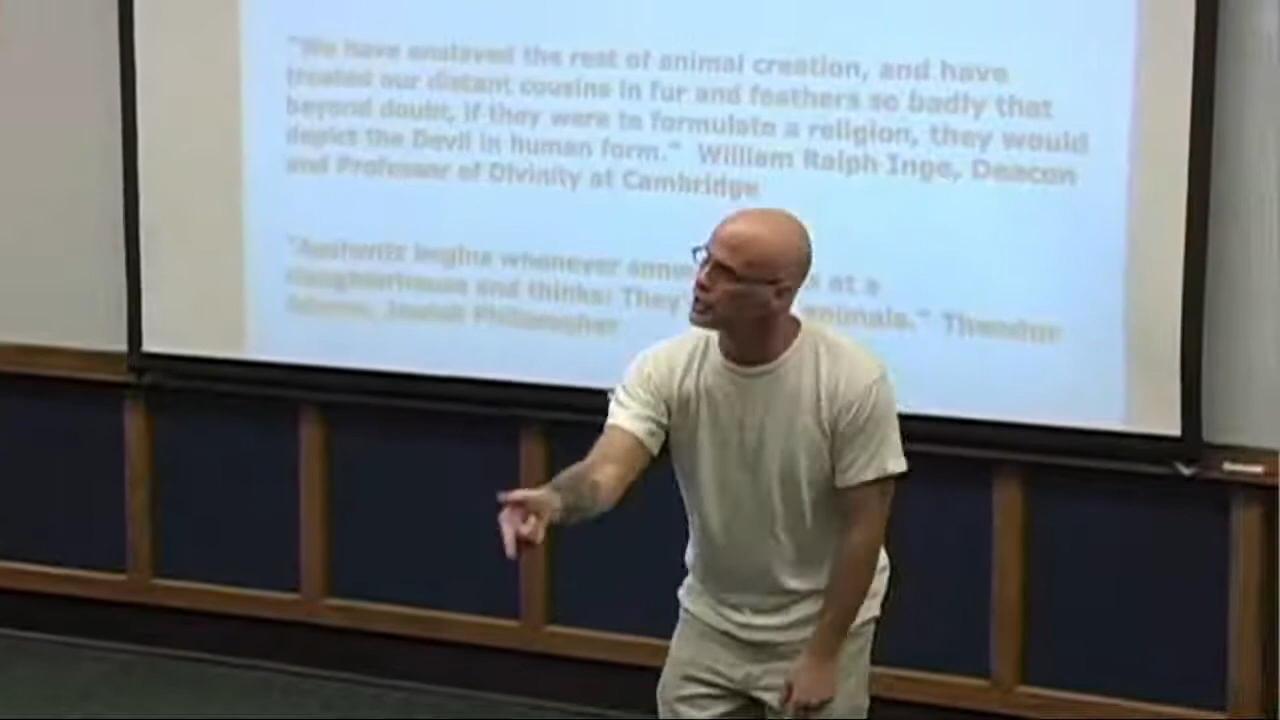 "We have enslaved the rest of animal creation, and have
treated our distant cousins in fur and feathers so badly that
beyond doubt, if they were to formulate a religion, they would
depict the Devil in human form." William Ralph Inge, Deacon
and Professor of Divinity at Cambridge
"Auschwitz begins whenever at a
slaughterhouse and thinks: They animals." Theodor
Adorno, Jewish Philosopher